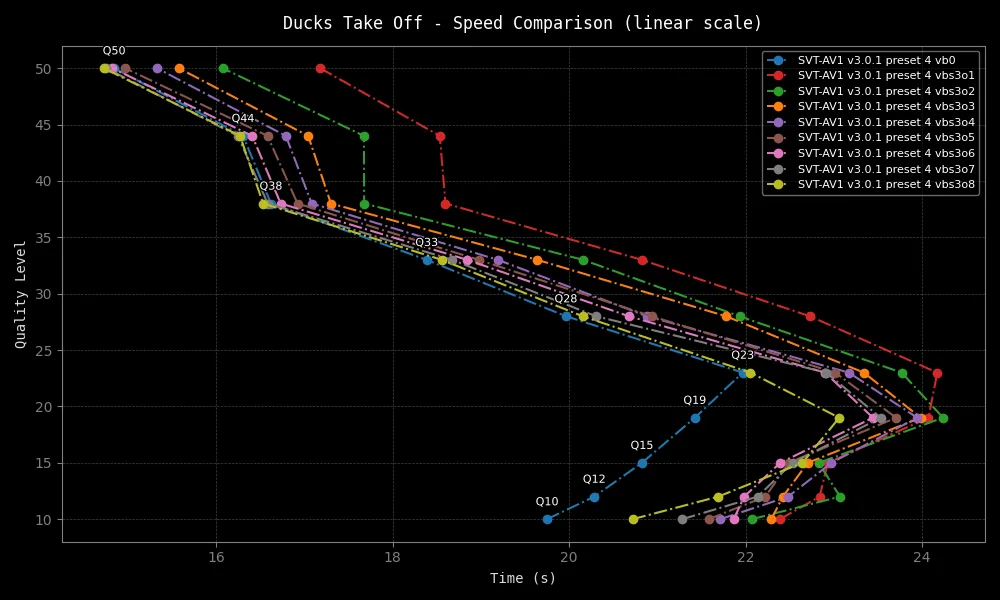 Ducks Take Off - Speed Comparison (linear scale)
SVT-AV1 v3.0.1 preset 4 vb0
SVT-AV1 v3.0.1 preset 4 vbs3o1
SVT-AV1 v3.0.1 preset 4 vbs3o2
SVT-AV1 v3.0.1 preset 4 vbs3o3
SVT-AV1 v3.0.1 preset 4 vbs3o4
SVT-AV1 v3.0.1 preset 4 vbs3o5
SVT-AV1 v3.0.1 preset 4 vbs3o6
SVT-AV1 v3.0.1 preset 4 vbs3o7
SVT-AV1 v3.0.1 preset 4 vbs3o8
Q50
Q44
Q38
Q33
Q28
Q23
Q19
Q15
Q12
Q10
Quality Level
50
45
40
35
30
25
20
15
10
16 18 20 22 24
Time (s)